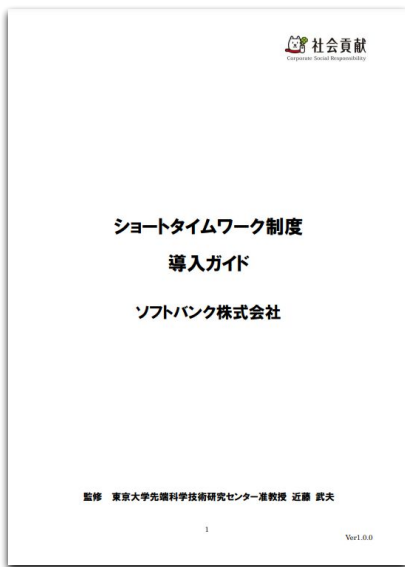 社会貢献
Corporate Social Responsibility
ショートタイムワーク制度
導入ガイド
ソフトバンク株式会社
監修　東京大学先端科学技術研究センター准教授 近藤 武夫
1
Ver1.0.0